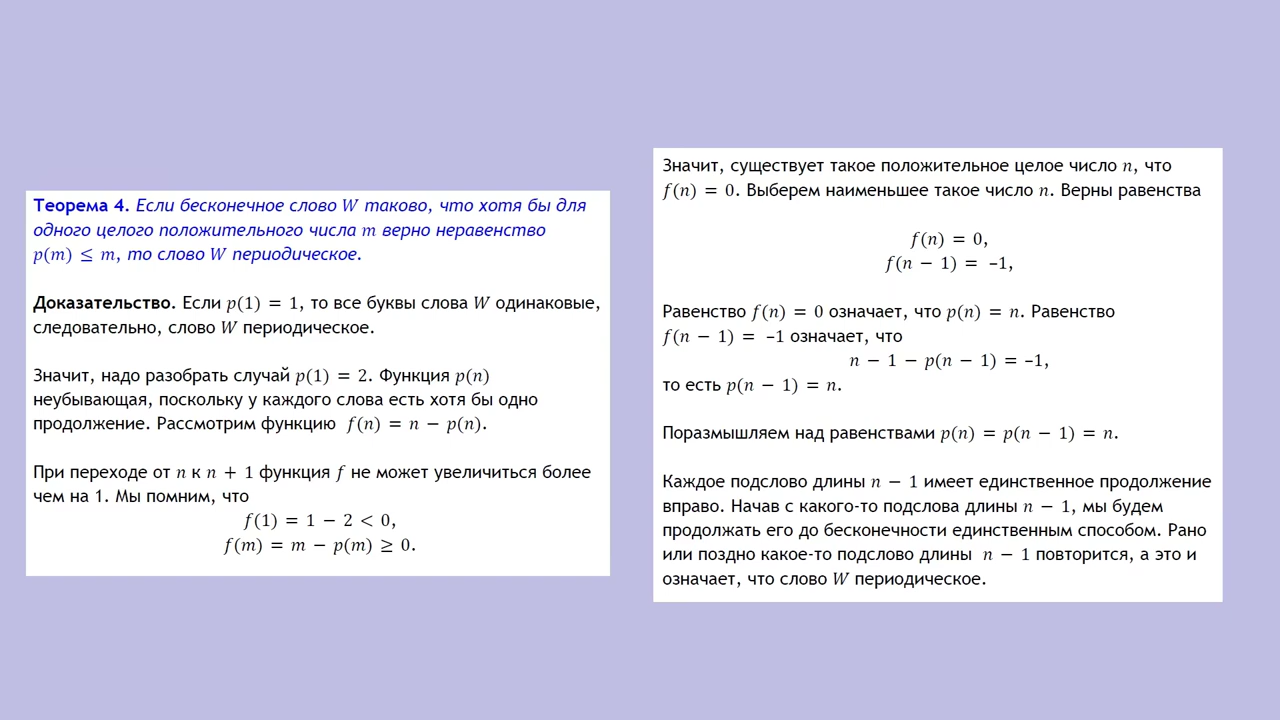 Теорема 4. Если бесконечное слово W таково, что хотя бы для
одного целого положительного числа m верно неравенство
p(m) ≤ m, то слово W периодическое.
Доказательство. Если p(1) = 1, то все буквы слова W одинаковые,
следовательно, слово W периодическое.
Значит, надо разобрать случай p(1) = 2. Функция p(n)
неубывающая, поскольку у каждого слова есть хотя бы одно
продолжение. Рассмотрим функцию f(n) = n − p(n).
При переходе от n к n + 1 функция f не может увеличиться более
чем на 1. Мы помним, что
f(1) = 1 − 2 < 0,
f(m) = m − p(m) ≥ 0.
Значит, существует такое положительное целое число n, что
f(n) = 0. Выберем наименьшее такое число n. Верны равенства
f(n) = 0,
f(n − 1) = –1,
Равенство f(n) = 0 означает, что p(n) = n. Равенство
f(n − 1) = –1 означает, что
n − 1 − p(n − 1) = –1,
то есть p(n − 1) = n.
Поразмышляем над равенствами p(n) = p(n − 1) = n.
Каждое подслово длины n − 1 имеет единственное продолжение
вправо. Начав с какого-то подслова длины n − 1, мы будем
продолжать его до бесконечности единственным способом. Рано
или поздно какое-то подслово длины n − 1 повторится, а это и
означает, что слово W периодическое.